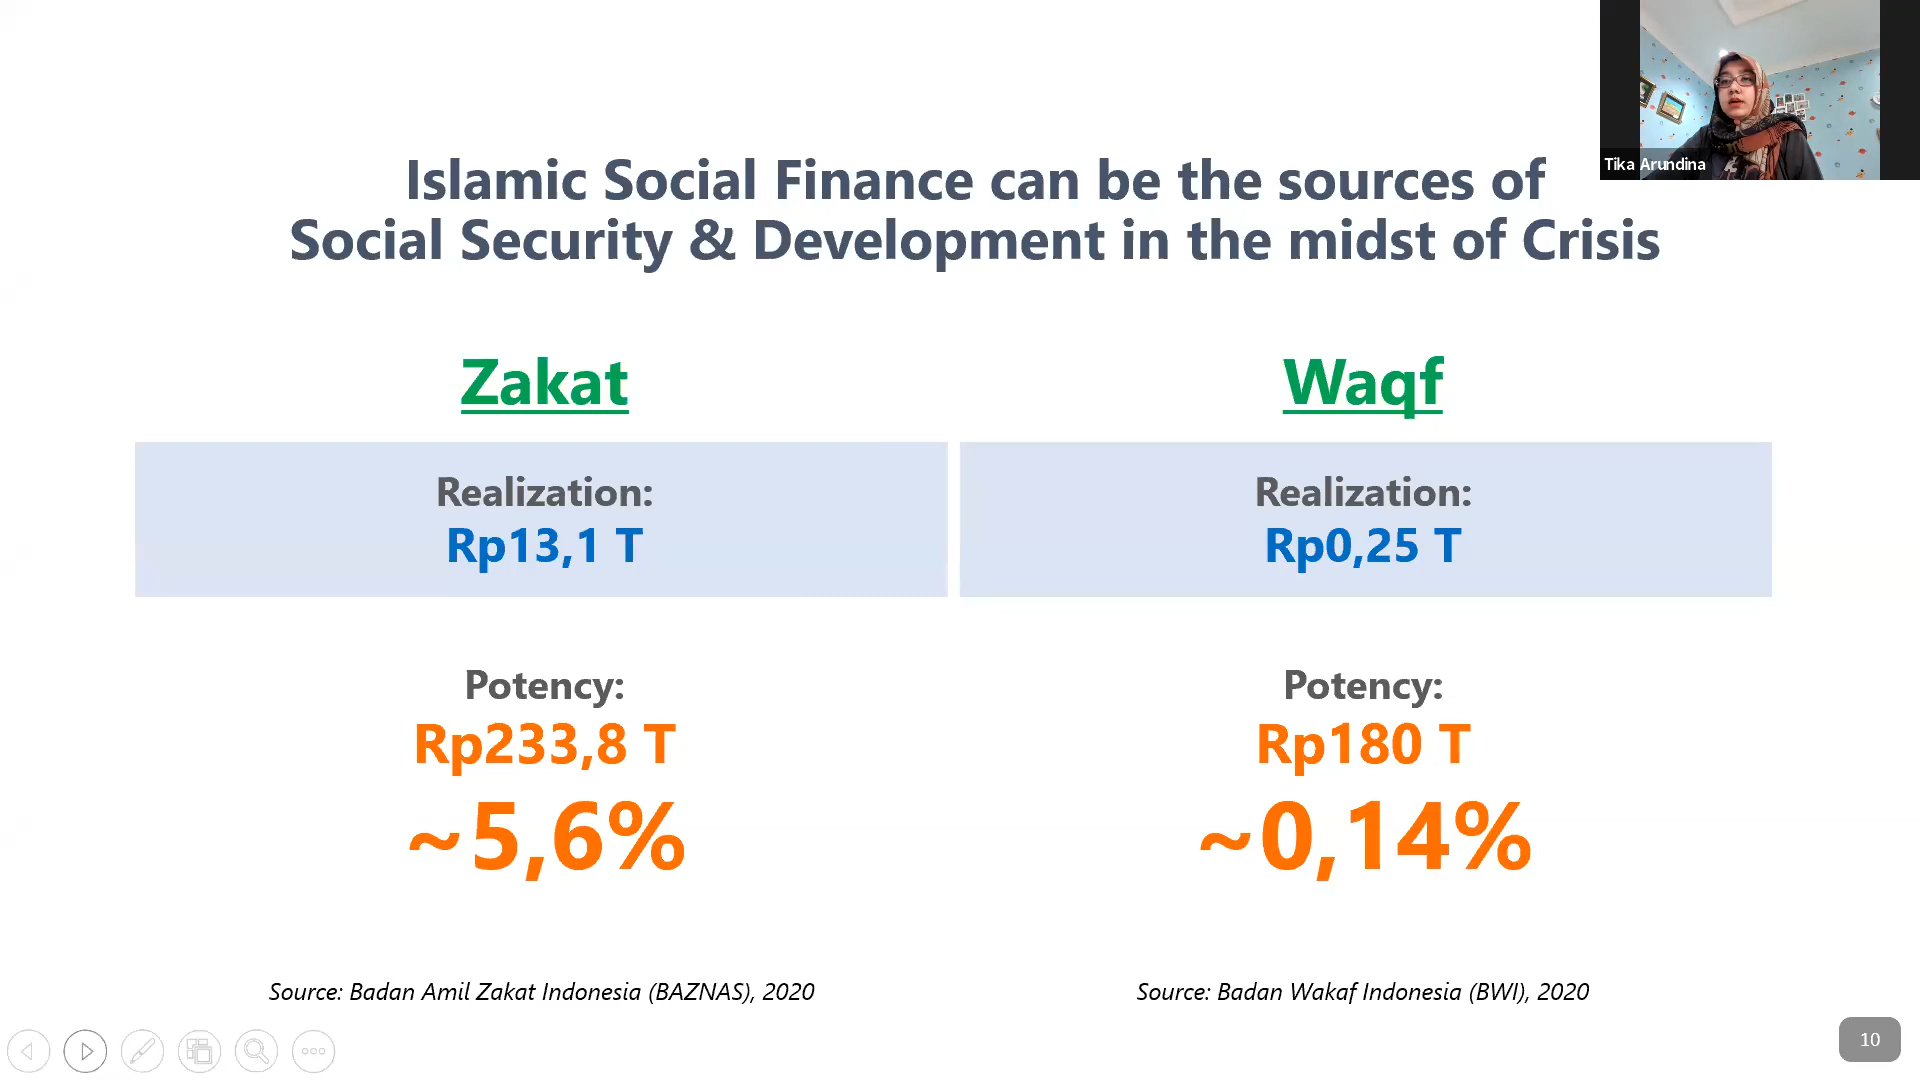 Tika Arundina
Islamic Social Finance can be the sources of
Social Security & Development in the midst of Crisis
Zakat
Realization:
Rp13,1 T
Potency:
Rp233,8 T
~5,6%
Source: Badan Amil Zakat Indonesia (BAZNAS), 2020
Waqf
Realization:
Rp0,25 T
Potency:
Rp180 T
~0,14%
Source: Badan Wakaf Indonesia (BWI), 2020
10